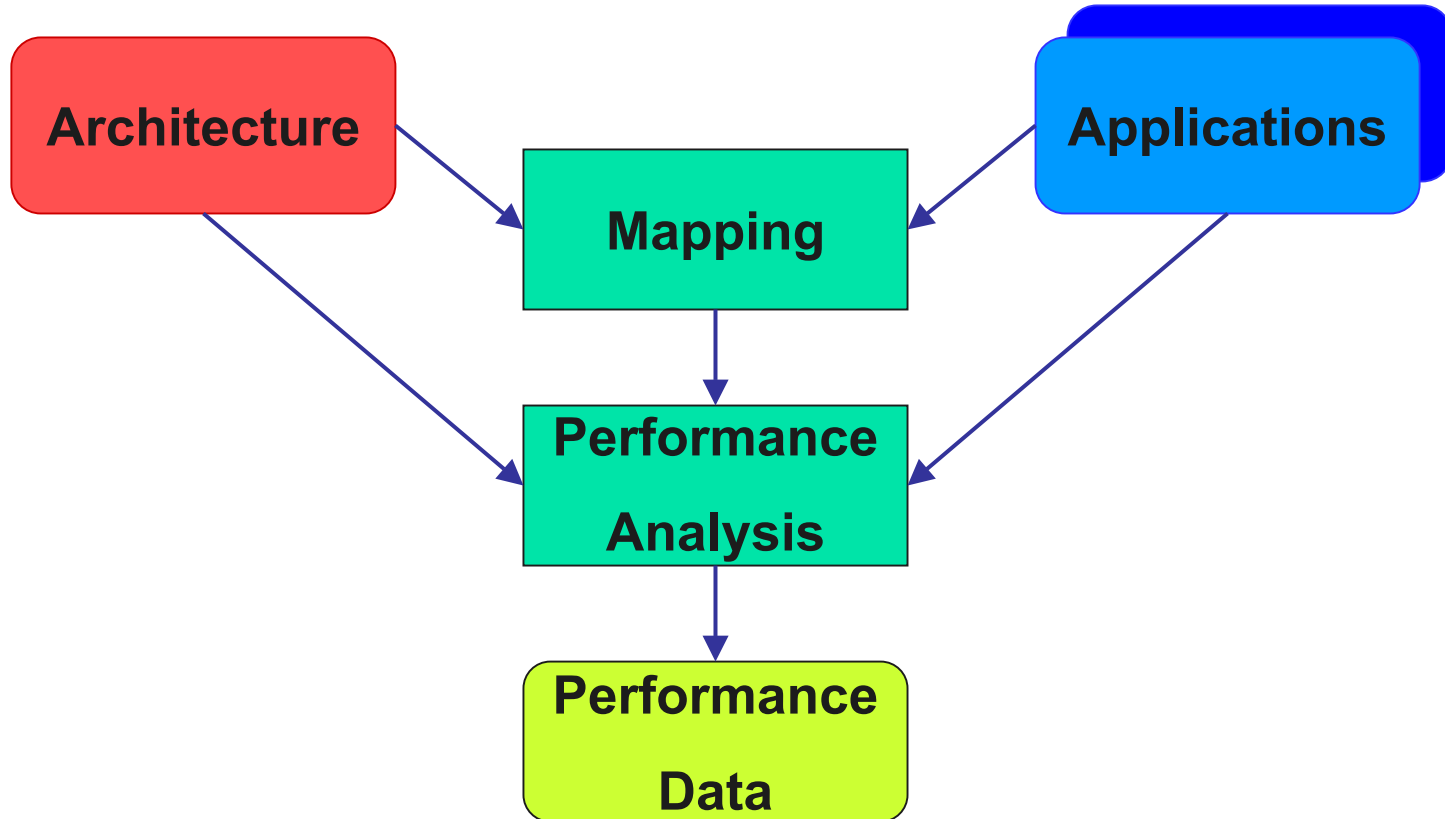 Architecture
Applications
Mapping
Performance
Analysis
Performance
Data